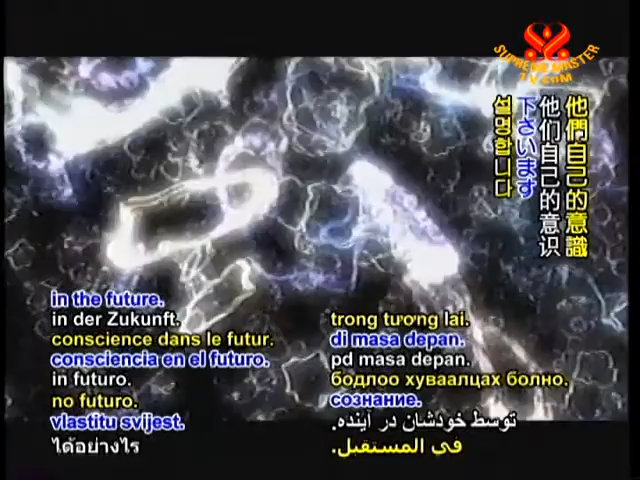 SUPREME MASTER
TV.COM
他們自己的意識
他们自己的意识
下さいます
설명합니다
in the future.
in der Zukunft.
conscience dans le futur.
consciencia en el futuro.
in futuro.
no futuro.
vlastitu svijest.
ได้อย่างไร
trong tương lai.
di masa depan.
pd masa depan.
бодлоо хуваалцах болно.
сознание.
توسط خودشان در آینده.
في المستقبل.